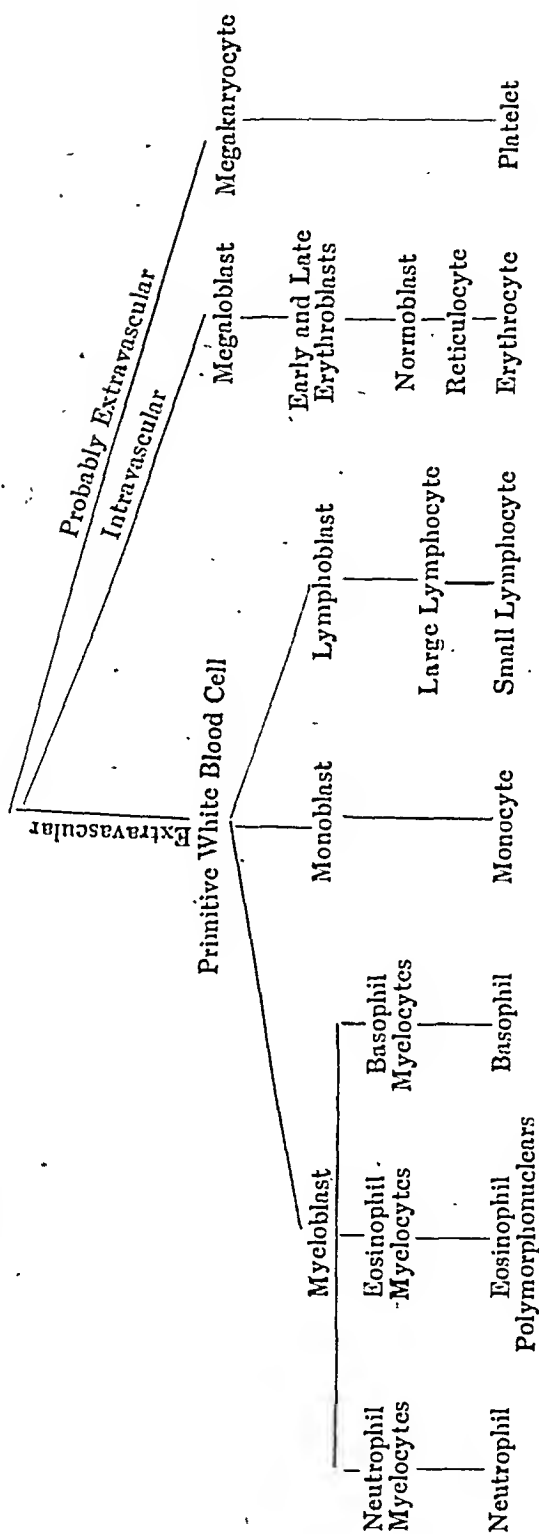 Probably Extravascular
Intravascular
Extravascular
Primitive White Blood Cell
Megaloblast
Megakaryocyte
Myeloblast
Monoblast
Lymphoblast
Early and Late
Erythroblasts
Neutrophil
Myelocytes
Eosinophil -
-Myelocytes
Basophil
Myelocytes
Large Lymphocyte
Normoblast
Reticulocyte
Neutrophil
Eosinophil
Polymorphonuclears
Basophil
Monocyte
Small Lymphocyte
Erythrocyte
Platelet